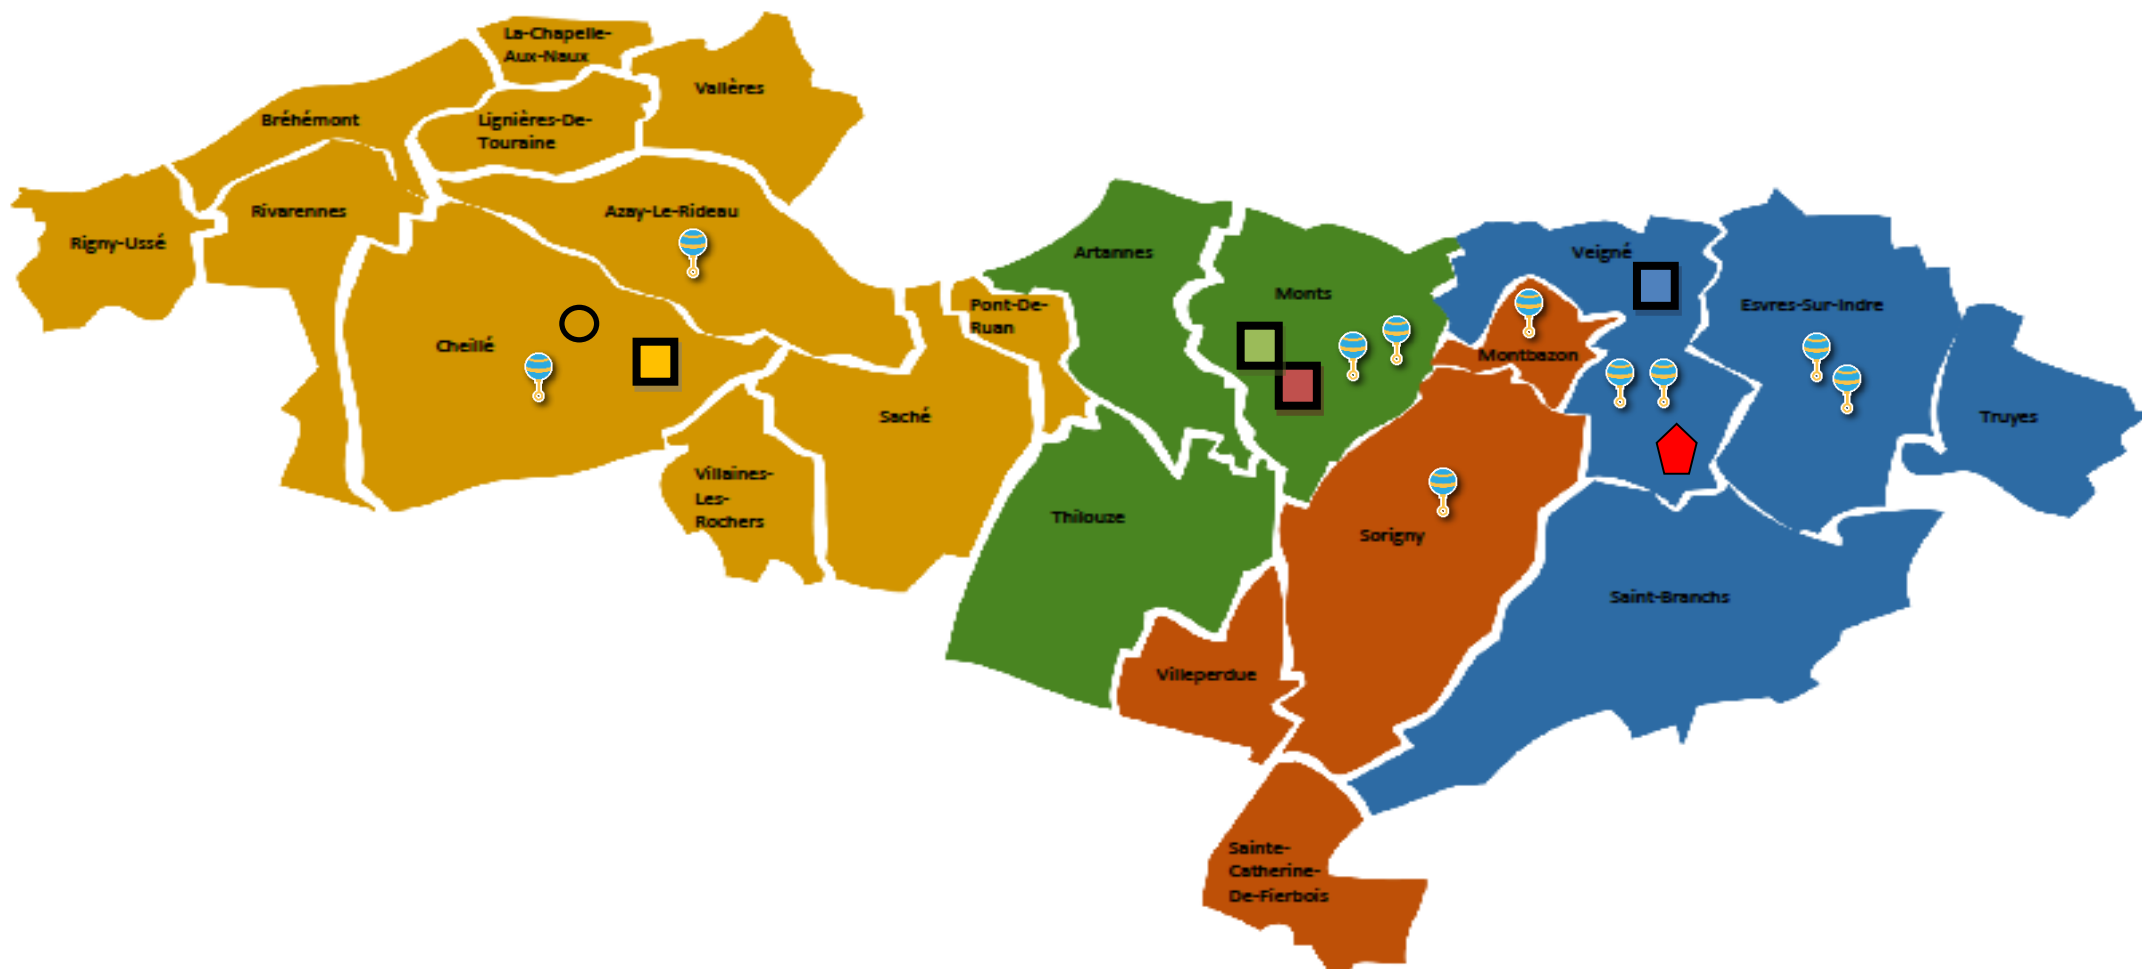 La-Chapelle-
Aux-Naux
Vallères
Bréhémont
Lignières-De-
Touraine
Rivarennes
Azay-Le-Rideau
Rigny-Ussé
Artannes
Veigné
Monts
Pont-De-
Ruan
Esvres-Sur-Indre
Cheillé
Montbazon
Saché
Truyes
Villaines-
Les-
Rochers
Thilouze
Sorigny
Saint-Branchs
Villeperdue
Sainte-
Catherine-
De-Fierbois